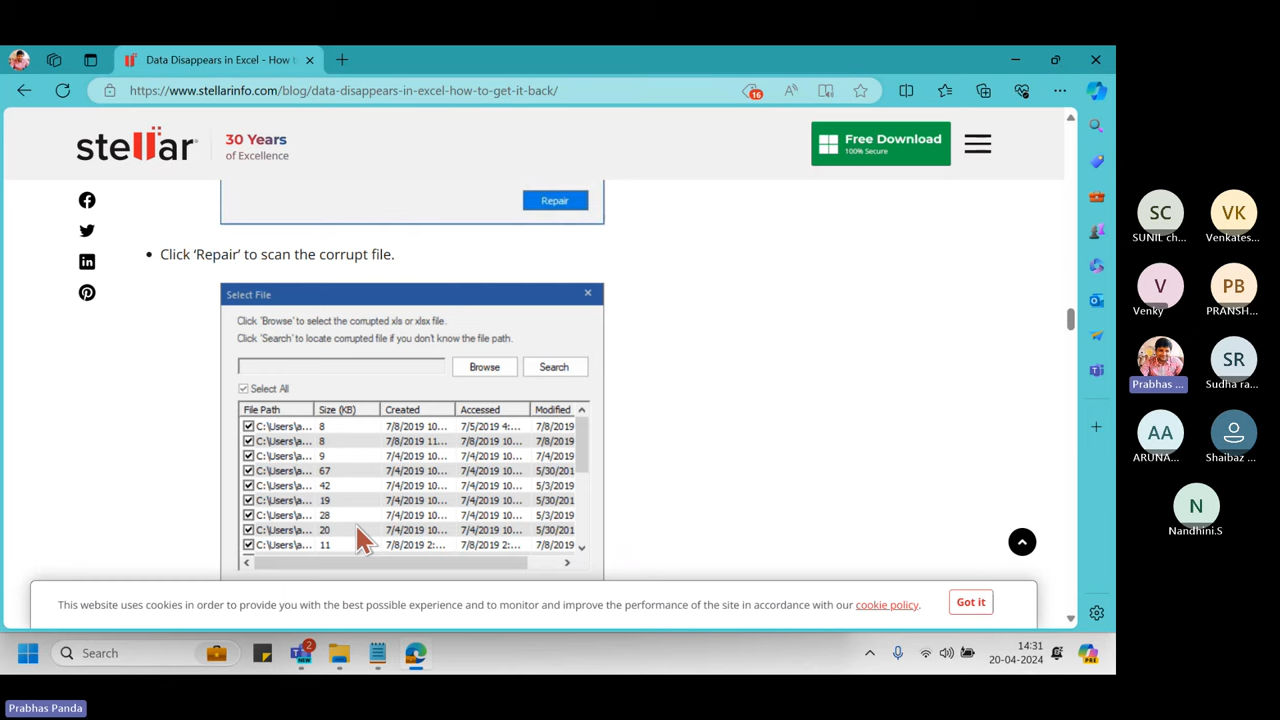 Data Disappears in Excel - How t
https://www.stellarinfo.com/blog/data-disappears-in-excel-how-to-get-it-back/
16
stellar
30 Years
of Excellence
Free Download
100% Secure
Repair
Click ‘Repair’ to scan the corrupt file.
Select File
Click 'Browse' to select the corrupted xls or xlsx file.
Click 'Search' to locate corrupted file if you don't know the file path.
Browse
Search
Select All
File Path Size (KB) Created Accessed Modified
C:\Users\a... 8 7/8/2019 10... 7/5/2019 4:... 7/8/2019
C:\Users\a... 8 7/8/2019 11... 7/8/2019 10... 7/8/2019
C:\Users\a... 9 7/4/2019 10... 7/4/2019 10... 7/4/2019
C:\Users\a... 67 7/4/2019 10... 7/4/2019 10... 5/30/201
C:\Users\a... 42 7/4/2019 10... 7/4/2019 10... 5/3/2019
C:\Users\a... 19 7/4/2019 10... 7/4/2019 10... 5/30/201
C:\Users\a... 28 7/4/2019 10... 7/4/2019 10... 5/3/2019
C:\Users\a... 20 7/4/2019 10... 7/4/2019 10... 5/30/201
C:\Users\a... 11 7/8/2019 2:... 7/8/2019 2:... 7/8/2019
This website uses cookies in order to provide you with the best possible experience and to monitor and improve the performance of the site in accordance with our cookie policy.
Got it
Search
2
NEW
14:31
20-04-2024
PRE
SC
SUNIL ch...
VK
Venkates...
V
Venky
PB
PRANSH...
Prabhas ...
SR
Sudha ra...
AA
ARUNA...
Shaibaz ...
N
Nandhini.S
Prabhas Panda